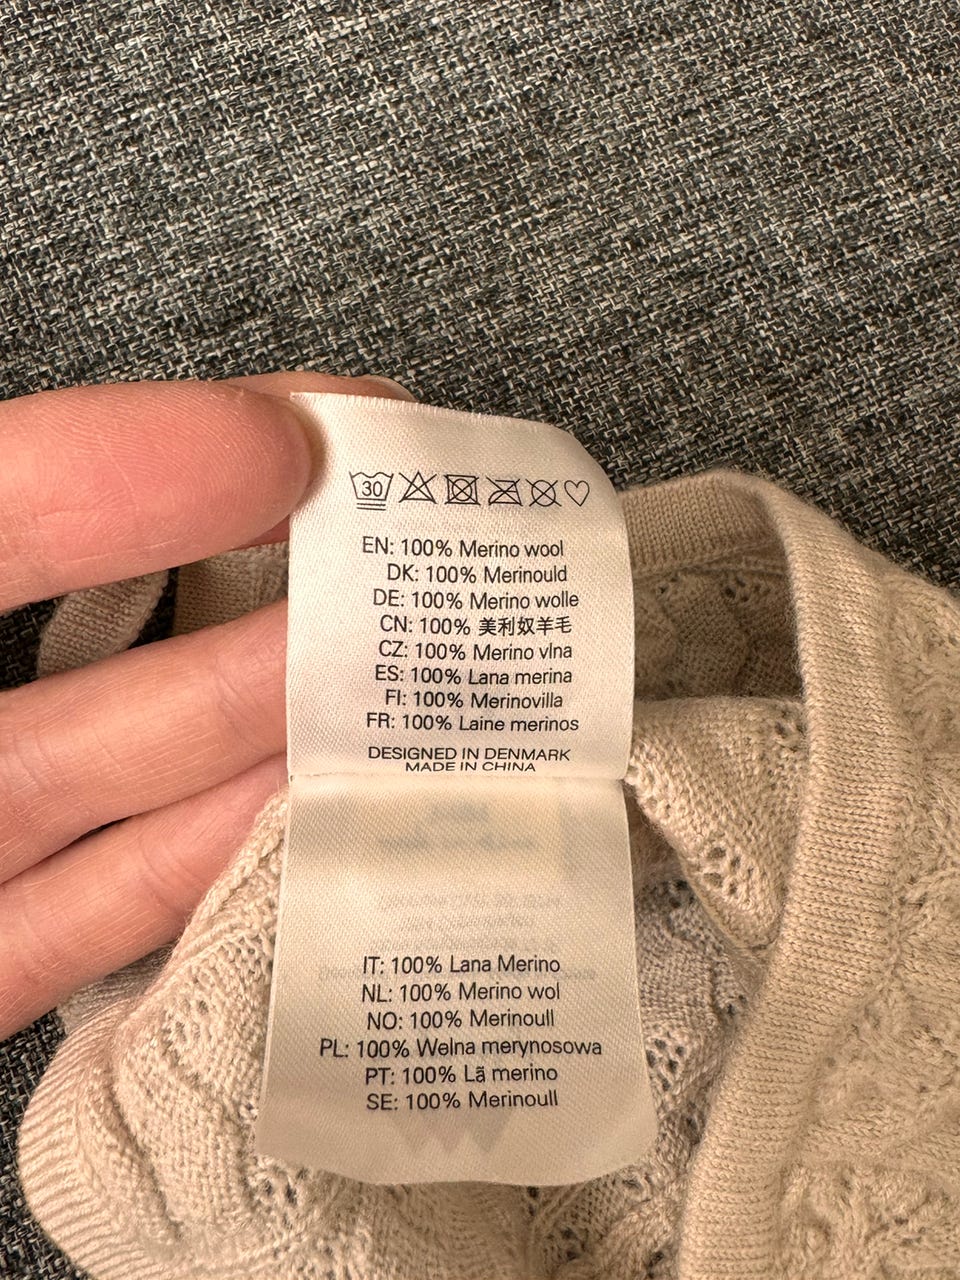 30
EN: 100% Merino wool
DK: 100% Merinould
DE: 100% Merino wolle
CN: 100% 美利奴羊毛
CZ: 100% Merino vlna
ES: 100% Lana merina
FI: 100% Merinovilla
FR: 100% Laine merinos
DESIGNED IN DENMARK
MADE IN CHINA
IT: 100% Lana Merino
NL: 100% Merino wol
NO: 100% Merinoull
PL: 100% Welna merynosowa
PT: 100% Lã merino
SE: 100% Merinoull